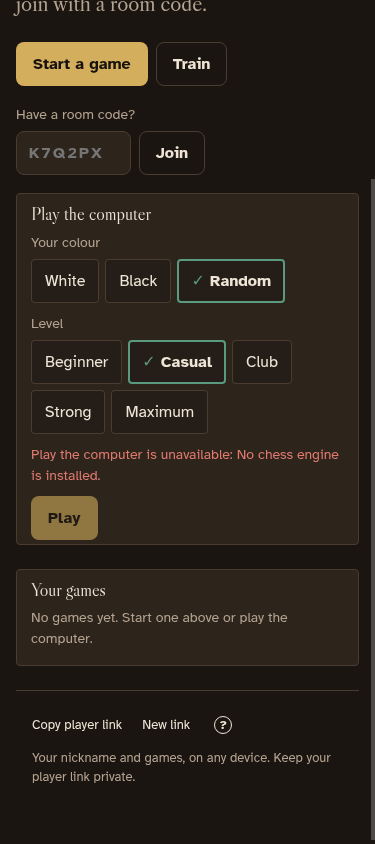 join with a room code.
Start a game
Train
Have a room code?
K7Q2PX
Join
Play the computer
Your colour
White
Black
✓ Random
Level
Beginner
✓ Casual
Club
Strong
Maximum
Play the computer is unavailable: No chess engine
is installed.
Play
Your games
No games yet. Start one above or play the
computer.
Copy player link
New link
?
Your nickname and games, on any device. Keep your
player link private.